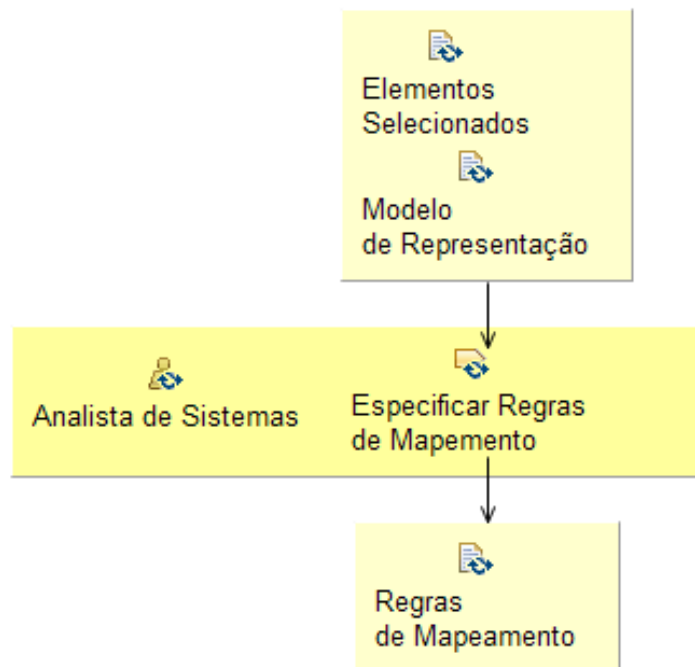 Elementos
Selecionados
Modelo
de Representação
Analista de Sistemas
Especificar Regras
de Mapemento
Regras
de Mapeamento